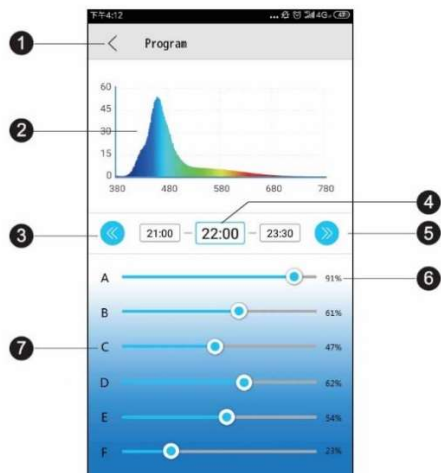 下午4:12 ... 4G
1 < Program
60
45
2 30
15
0
380 480 580 680 780
4
3 21:00 - 22:00 - 23:30 5
A 91% 6
B 61%
7 C 47%
D 62%
E 54%
F 23%